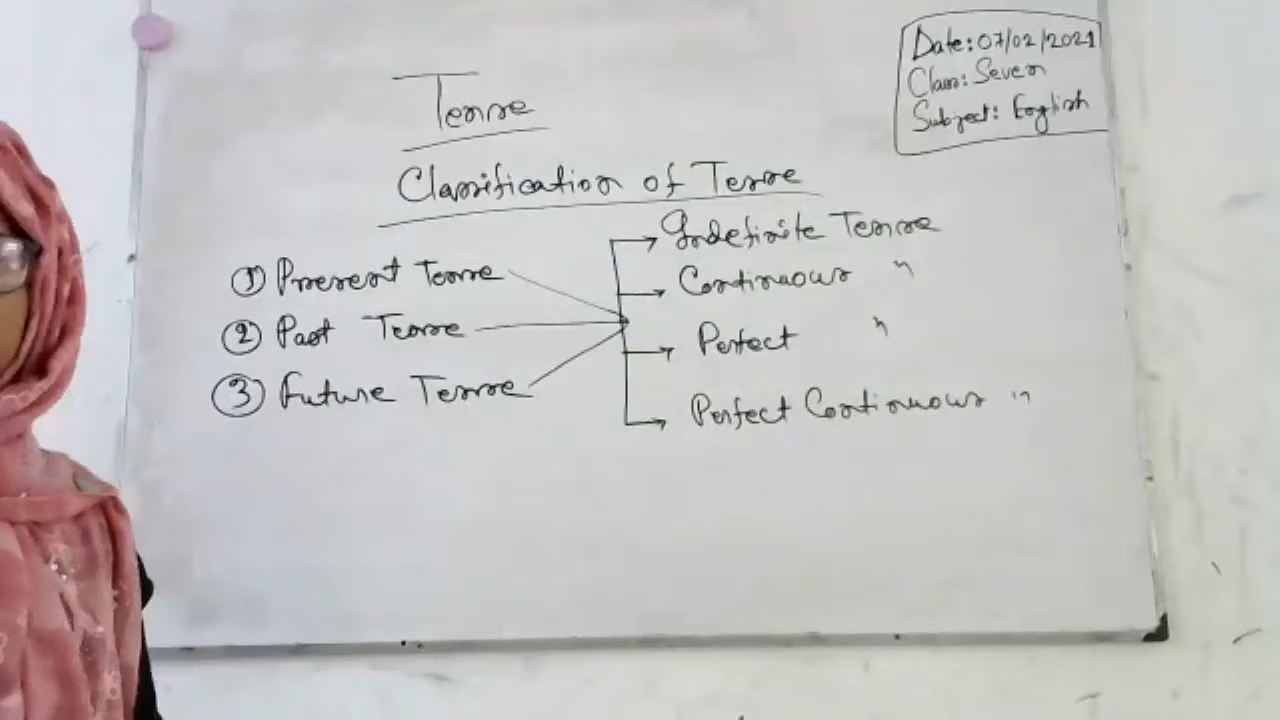 Date: 07/02/2021
Class: Seven
Subject: English
Tense
Classification of Tense
① Present Tense
② Past Tense
③ Future Tense
Indefinite Tense
Continuous "
Perfect "
Perfect Continuous "